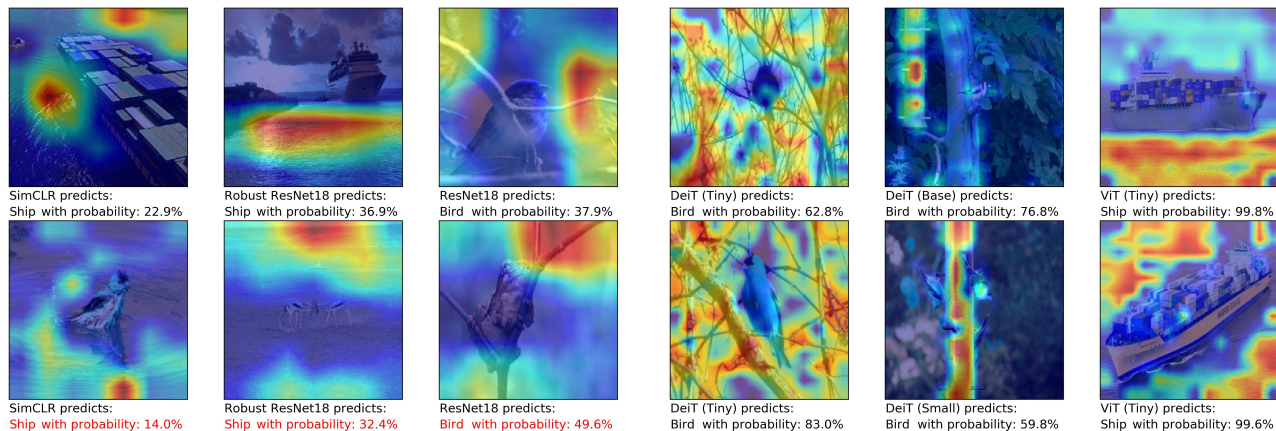 SimCLR predicts:
Ship with probability: 22.9%
Robust ResNet18 predicts:
Ship with probability: 36.9%
ResNet18 predicts:
Bird with probability: 37.9%
DeiT (Tiny) predicts:
Bird with probability: 62.8%
DeiT (Base) predicts:
Bird with probability: 76.8%
ViT (Tiny) predicts:
Ship with probability: 99.8%
SimCLR predicts:
Ship with probability: 14.0%
Robust ResNet18 predicts:
Ship with probability: 32.4%
ResNet18 predicts:
Bird with probability: 49.6%
DeiT (Tiny) predicts:
Bird with probability: 83.0%
DeiT (Small) predicts:
Bird with probability: 59.8%
ViT (Tiny) predicts:
Ship with probability: 99.6%